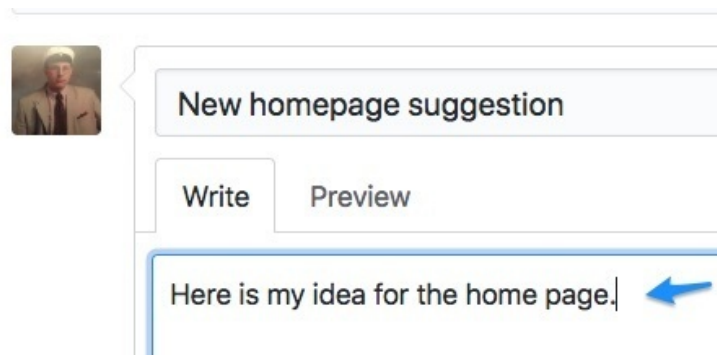 New homepage suggestion
Write Preview
Here is my idea for the home page.